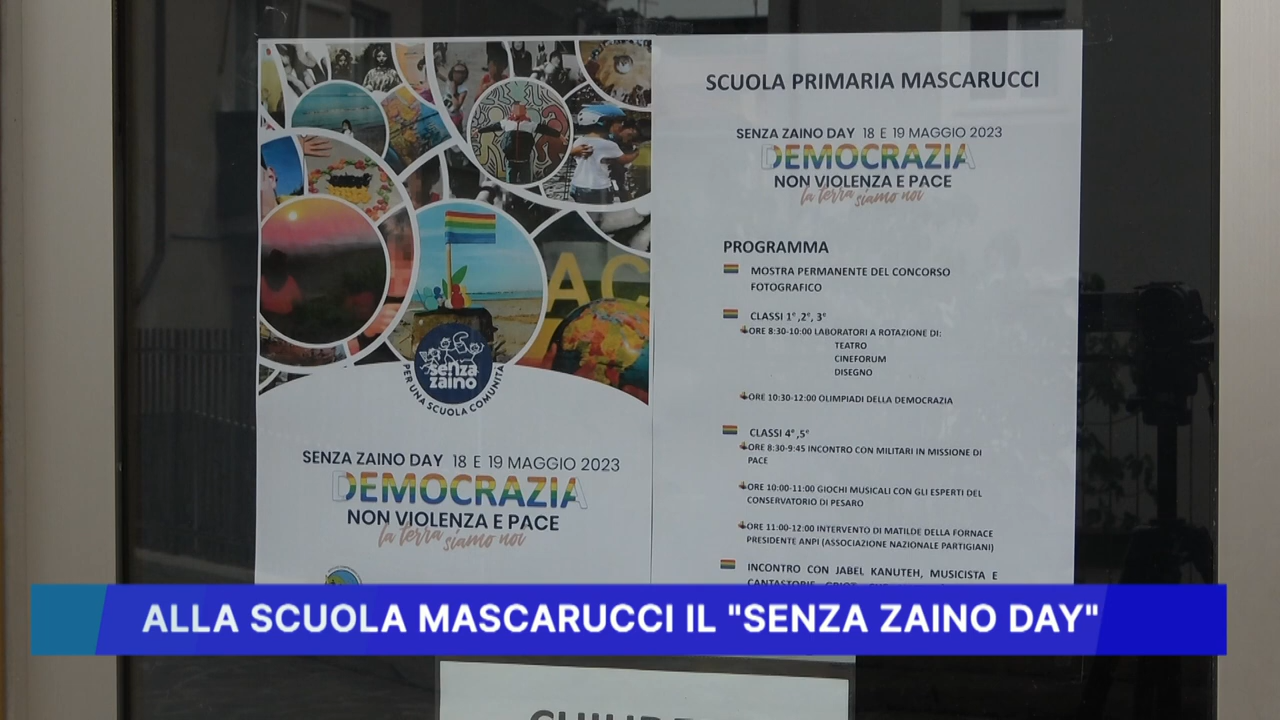 AC
senza
zaino
PER UNA SCUOLA COMUNITÀ
SENZA ZAINO DAY 18 E 19 MAGGIO 2023
DEMOCRAZIA
NON VIOLENZA E PACE
la terra siamo noi
SCUOLA PRIMARIA MASCARUCCI
SENZA ZAINO DAY 18 E 19 MAGGIO 2023
DEMOCRAZIA
NON VIOLENZA E PACE
la terra siamo noi
PROGRAMMA
MOSTRA PERMANENTE DEL CONCORSO
FOTOGRAFICO
CLASSI 1°,2°, 3°
ORE 8:30-10:00 LABORATORI A ROTAZIONE DI:
TEATRO
CINEFORUM
DISEGNO
ORE 10:30-12:00 OLIMPIADI DELLA DEMOCRAZIA
CLASSI 4°,5°
ORE 8:30-9:45 INCONTRO CON MILITARI IN MISSIONE DI
PACE
ORE 10:00-11:00 GIOCHI MUSICALI CON GLI ESPERTI DEL
CONSERVATORIO DI PESARO
ORE 11:00-12:00 INTERVENTO DI MATILDE DELLA FORNACE
PRESIDENTE ANPI (ASSOCIAZIONE NAZIONALE PARTIGIANI)
INCONTRO CON JABEL KANUTEH, MUSICISTA E
ALLA SCUOLA MASCARUCCI IL "SENZA ZAINO DAY"